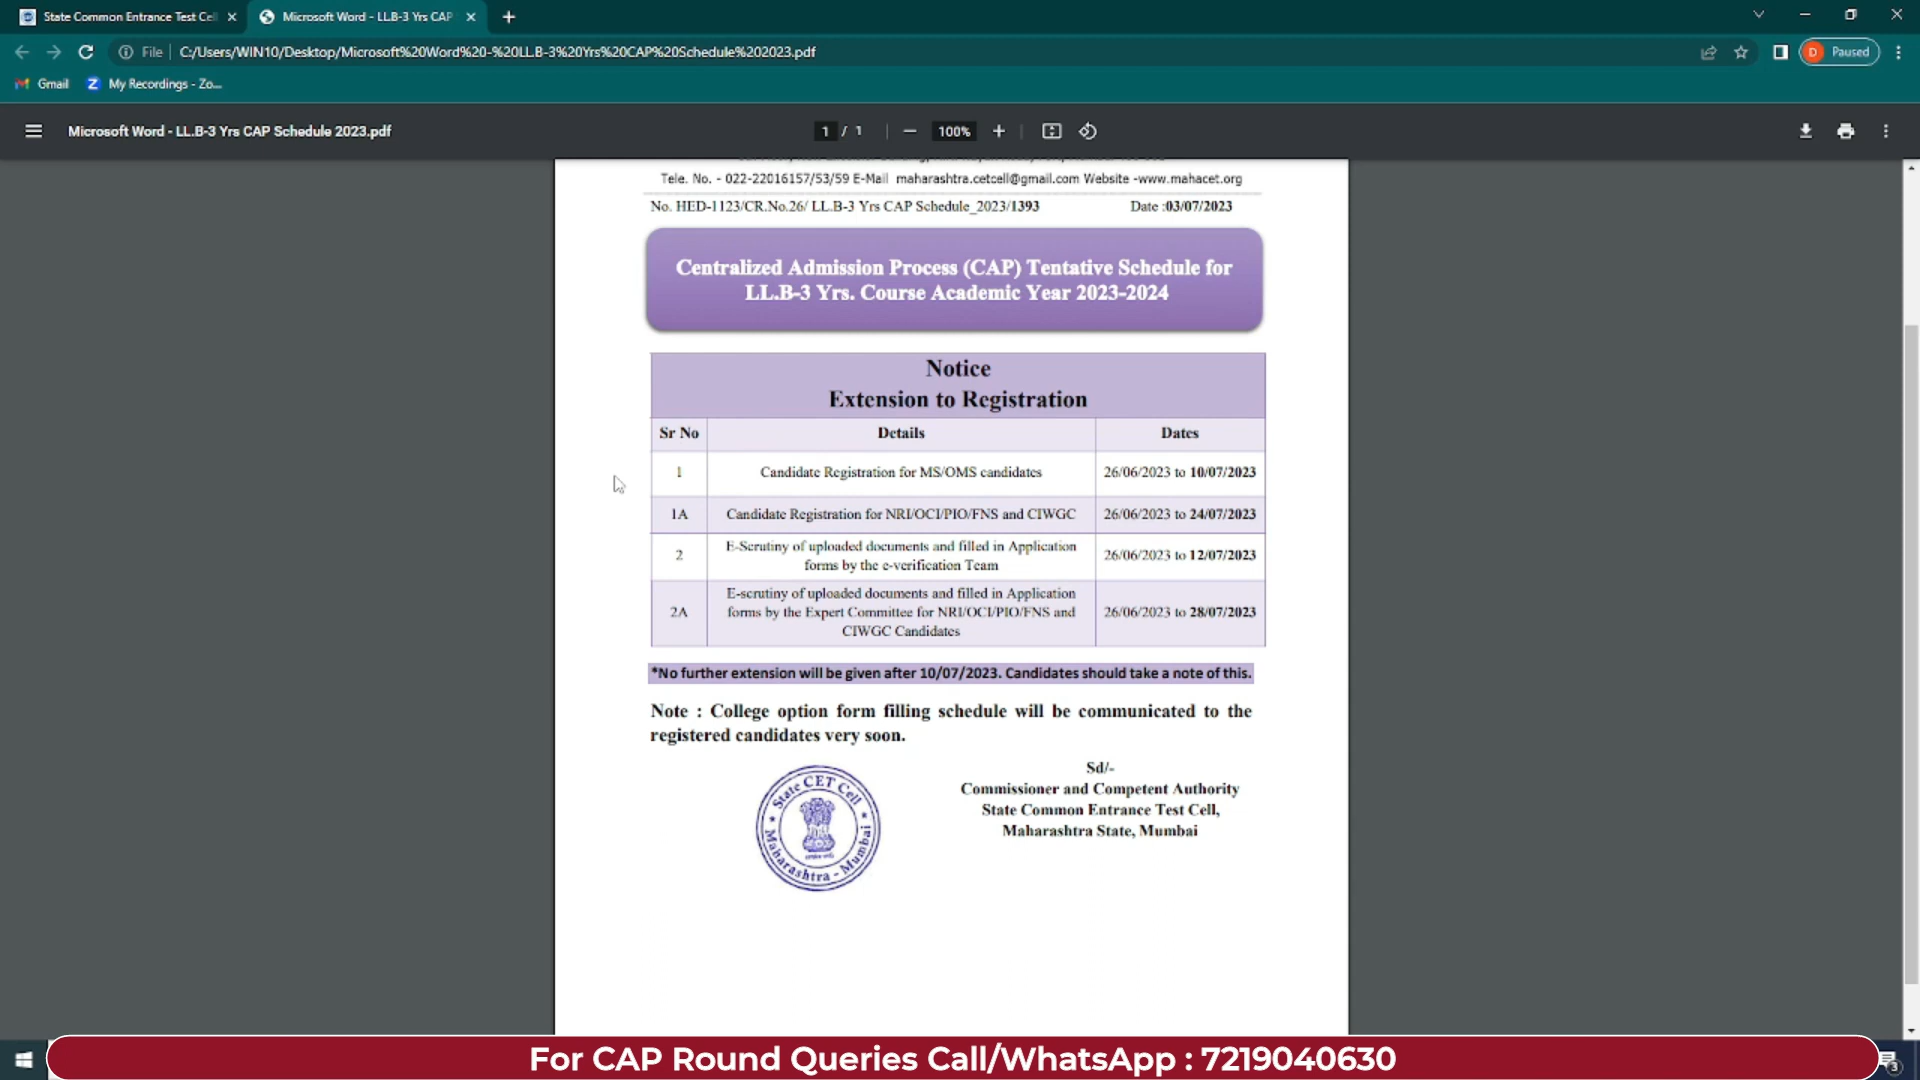 State Common Entrance Test Cel
Microsoft Word - LL.B-3 Yrs CAP
File
C:/Users/WIN10/Desktop/Microsoft%20Word%20-%20LL.B-3%20Yrs%20CAP%20Schedule%202023.pdf
D Paused
Gmail
My Recordings - Zo...
Microsoft Word - LL.B-3 Yrs CAP Schedule 2023.pdf
1 / 1
100%
Tele. No. - 022-22016157/53/59 E-Mail maharashtra.cetcell@gmail.com Website -www.mahacet.org
No. HED-1123/CR.No.26/ LL.B-3 Yrs CAP Schedule_2023/1393 Date :03/07/2023
Centralized Admission Process (CAP) Tentative Schedule for
LL.B-3 Yrs. Course Academic Year 2023-2024
Notice
Extension to Registration
Sr No Details Dates
1 Candidate Registration for MS/OMS candidates 26/06/2023 to 10/07/2023
1A Candidate Registration for NRI/OCI/PIO/FNS and CIWGC 26/06/2023 to 24/07/2023
2 E-Scrutiny of uploaded documents and filled in Application
forms by the e-verification Team 26/06/2023 to 12/07/2023
2A E-scrutiny of uploaded documents and filled in Application
forms by the Expert Committee for NRI/OCI/PIO/FNS and
CIWGC Candidates 26/06/2023 to 28/07/2023
*No further extension will be given after 10/07/2023. Candidates should take a note of this.
Note : College option form filling schedule will be communicated to the
registered candidates very soon.
Sd/-
Commissioner and Competent Authority
State Common Entrance Test Cell,
Maharashtra State, Mumbai
State CET Cell
Maharashtra - Mumbai
For CAP Round Queries Call/WhatsApp : 7219040630
3